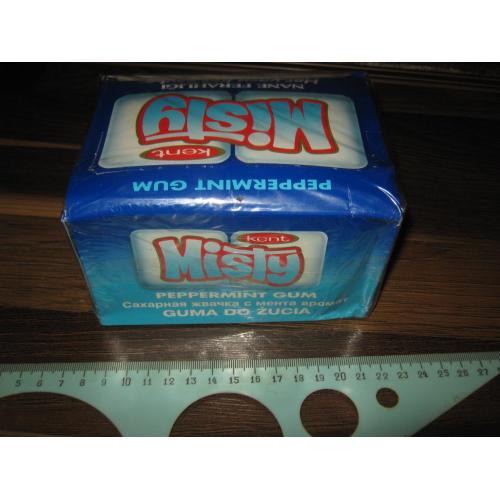 NANE FERAHLIĞI
Misty
kent
PEPPERMINT GUM
kent
Misty
PEPPERMINT GUM
Сахарная жвачка с мента аромат
GUMA DO ŻUCIA
5 6 7 8 9 10 11 12 13 14 15 16 17 18 19 20 21 22 23 24 25 26 27